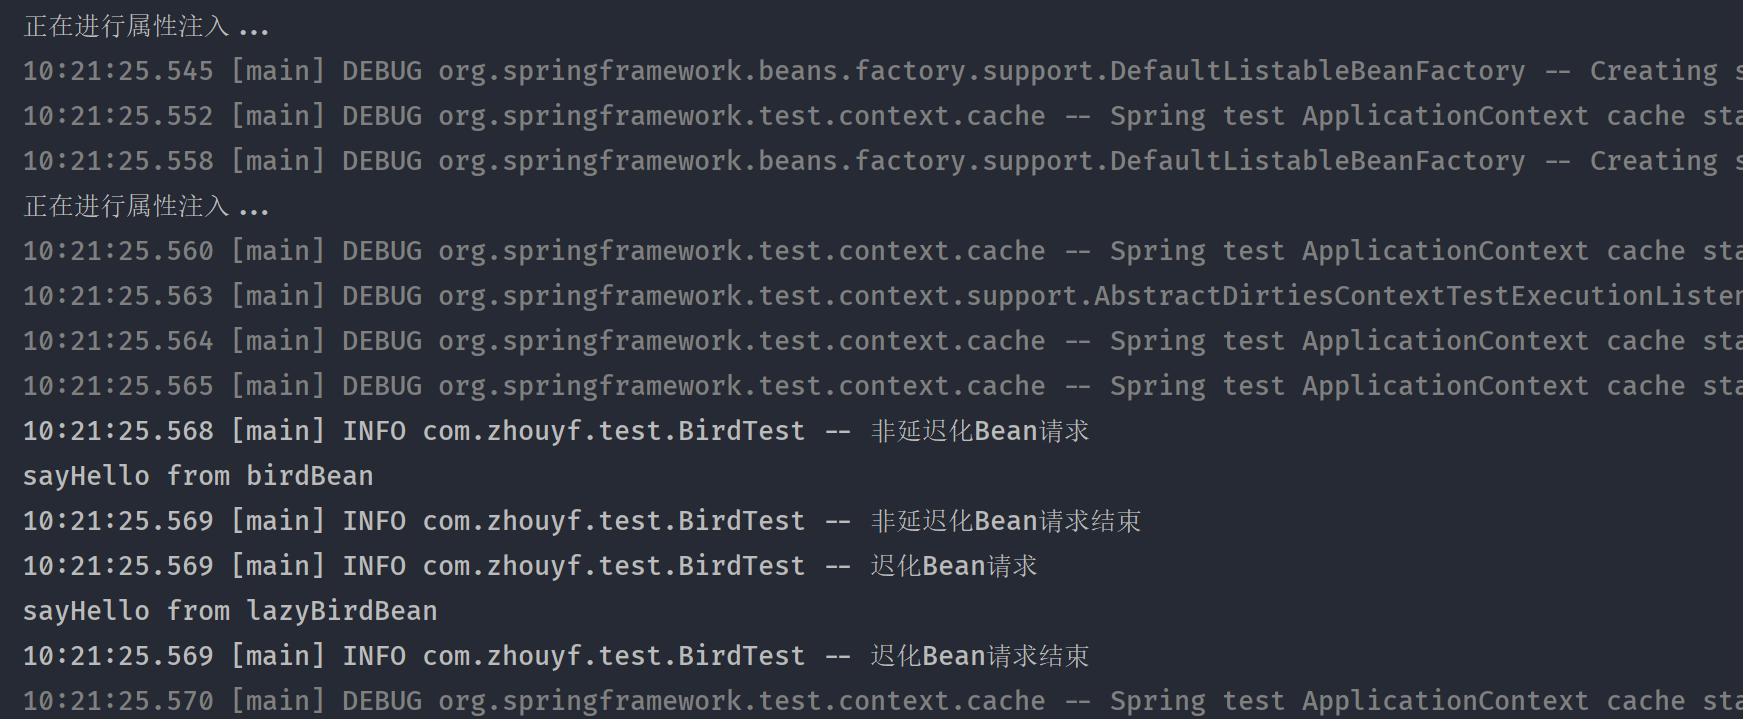 正在进行属性注入...
10:21:25.545 [main] DEBUG org.springframework.beans.factory.support.DefaultListableBeanFactory -- Creating s
10:21:25.552 [main] DEBUG org.springframework.test.context.cache -- Spring test ApplicationContext cache sta
10:21:25.558 [main] DEBUG org.springframework.beans.factory.support.DefaultListableBeanFactory -- Creating s
正在进行属性注入...
10:21:25.560 [main] DEBUG org.springframework.test.context.cache -- Spring test ApplicationContext cache sta
10:21:25.563 [main] DEBUG org.springframework.test.context.support.AbstractDirtiesContextTestExecutionListen
10:21:25.564 [main] DEBUG org.springframework.test.context.cache -- Spring test ApplicationContext cache sta
10:21:25.565 [main] DEBUG org.springframework.test.context.cache -- Spring test ApplicationContext cache sta
10:21:25.568 [main] INFO com.zhouyf.test.BirdTest -- 非延迟化Bean请求
sayHello from birdBean
10:21:25.569 [main] INFO com.zhouyf.test.BirdTest -- 非延迟化Bean请求结束
10:21:25.569 [main] INFO com.zhouyf.test.BirdTest -- 迟化Bean请求
sayHello from lazyBirdBean
10:21:25.569 [main] INFO com.zhouyf.test.BirdTest -- 迟化Bean请求结束
10:21:25.570 [main] DEBUG org.springframework.test.context.cache -- Spring test ApplicationContext cache sta